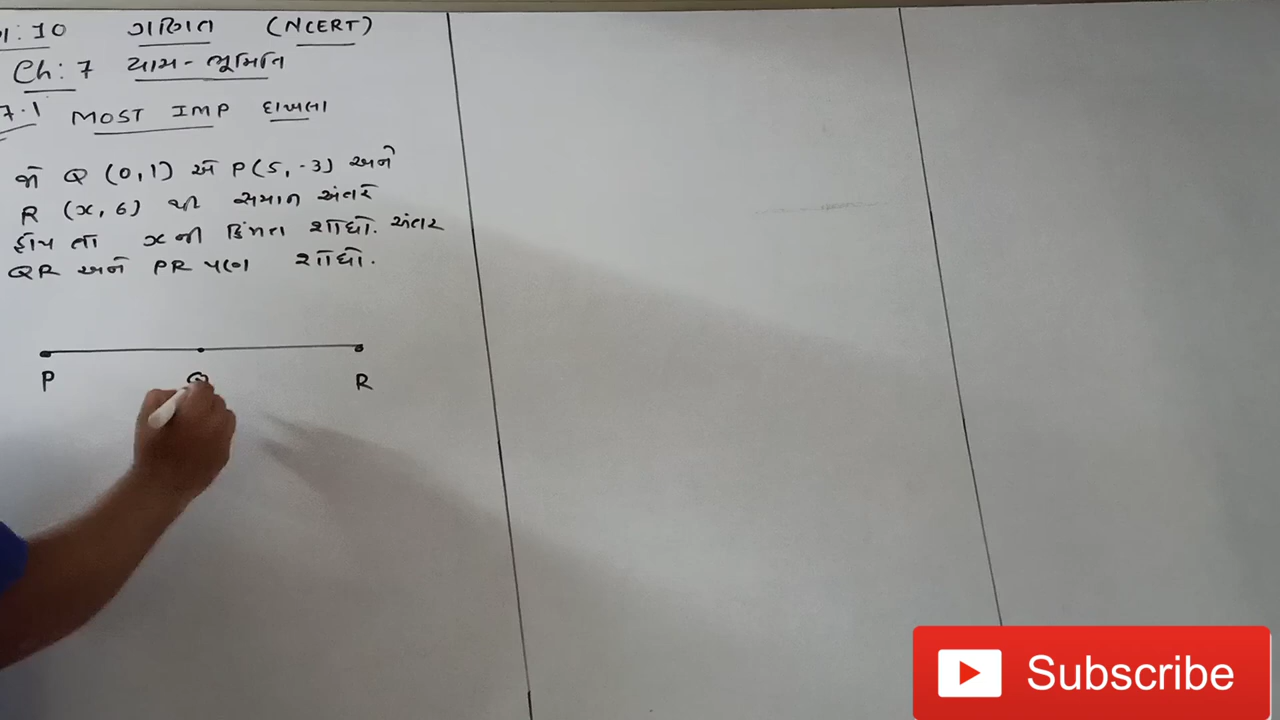 : 10 ગણિત (NCERT)
Ch: 7 યામ - ભૂમિતિ
7.1 MOST IMP દાખલા
જો Q (0,1) એ P(5,-3) અને
R (x, 6) થી સમાન અંતરે
હોય તો x ની કિંમત શોધો. અંતર
QR અને PR પણ શોધો.
P Q R
Subscribe